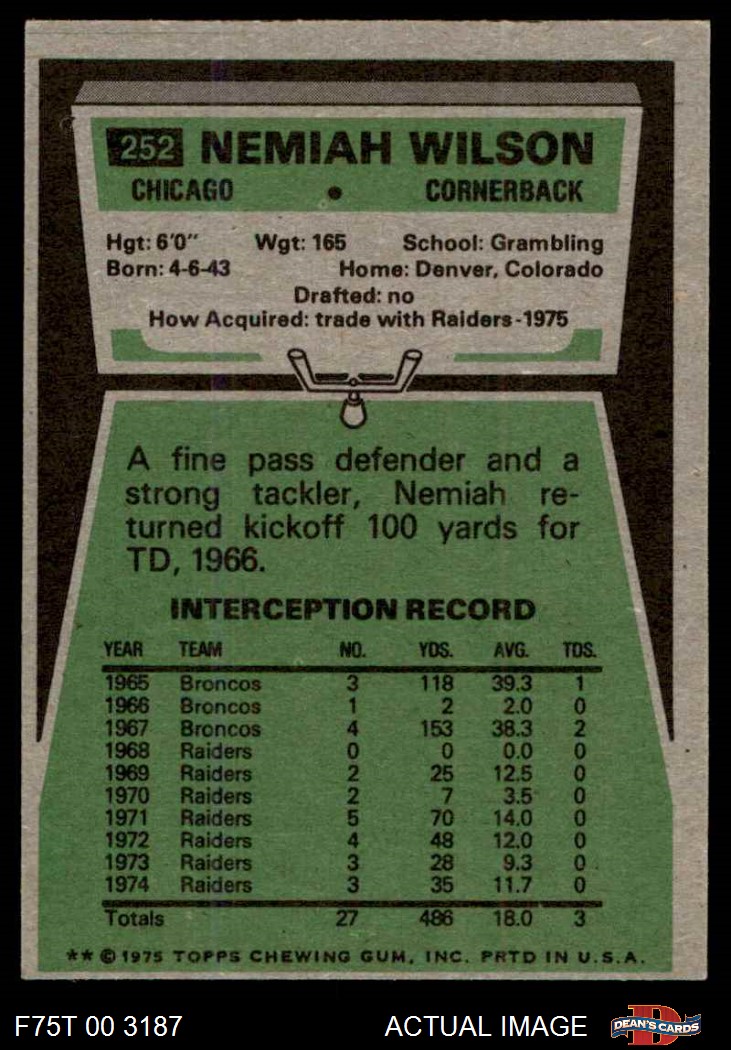 252 NEMIAH WILSON
CHICAGO • CORNERBACK
Hgt: 6'0" Wgt: 165 School: Grambling
Born: 4-6-43 Home: Denver, Colorado
Drafted: no
How Acquired: trade with Raiders-1975
A fine pass defender and a
strong tackler, Nemiah re-
turned kickoff 100 yards for
TD, 1966.
INTERCEPTION RECORD
YEAR TEAM NO. YDS. AVG. TDS.
1965 Broncos 3 118 39.3 1
1966 Broncos 1 2 2.0 0
1967 Broncos 4 153 38.3 2
1968 Raiders 0 0 0.0 0
1969 Raiders 2 25 12.5 0
1970 Raiders 2 7 3.5 0
1971 Raiders 5 70 14.0 0
1972 Raiders 4 48 12.0 0
1973 Raiders 3 28 9.3 0
1974 Raiders 3 35 11.7 0
Totals 27 486 18.0 3
** © 1975 TOPPS CHEWING GUM, INC. PRTD IN U.S.A.
F75T 00 3187 ACTUAL IMAGE DEAN'S CARDS